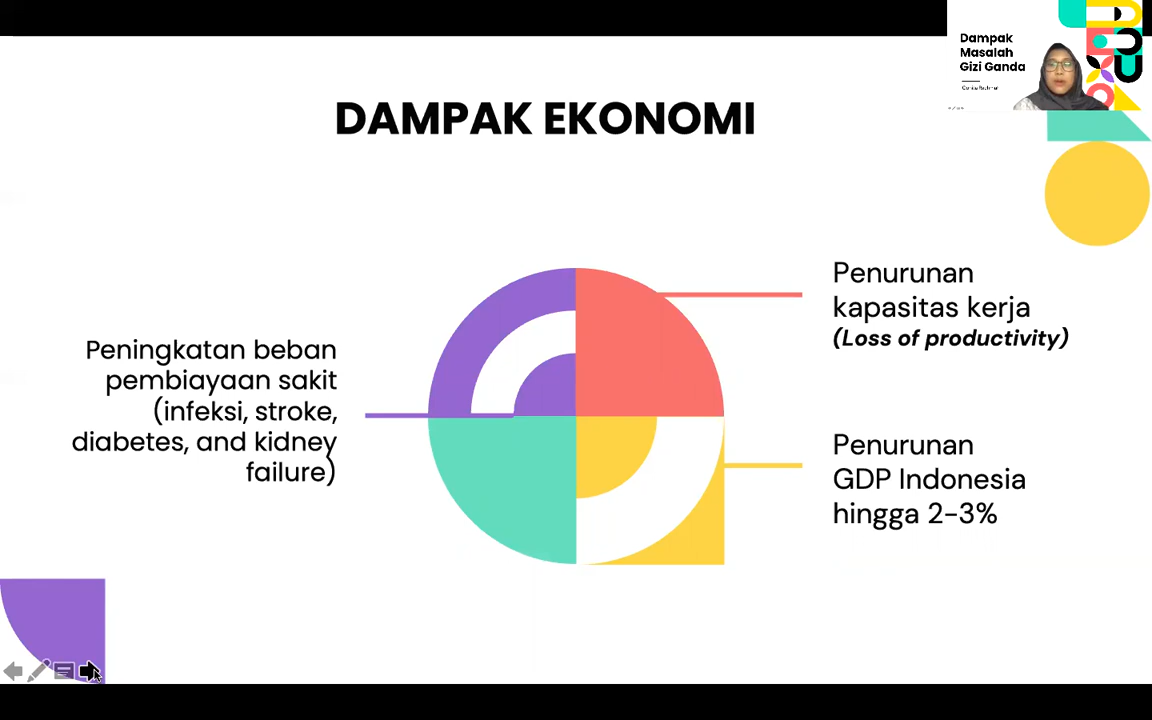 DAMPAK EKONOMI
Dampak
Masalah
Gizi Ganda
Peningkatan beban
pembiayaan sakit
(infeksi, stroke,
diabetes, and kidney
failure)
Penurunan
kapasitas kerja
(Loss of productivity)
Penurunan
GDP Indonesia
hingga 2-3%